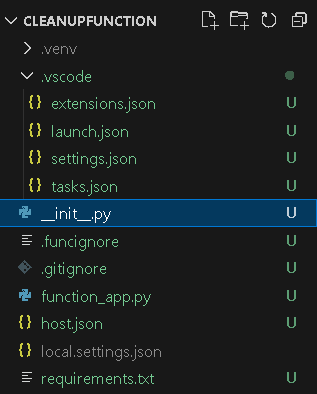 CLEANUPFUNCTION
.venv
.vscode
{} extensions.json U
{} launch.json U
{} settings.json U
{} tasks.json U
__init__.py U
.funcignore U
.gitignore U
function_app.py U
{} host.json U
{} local.settings.json
requirements.txt U